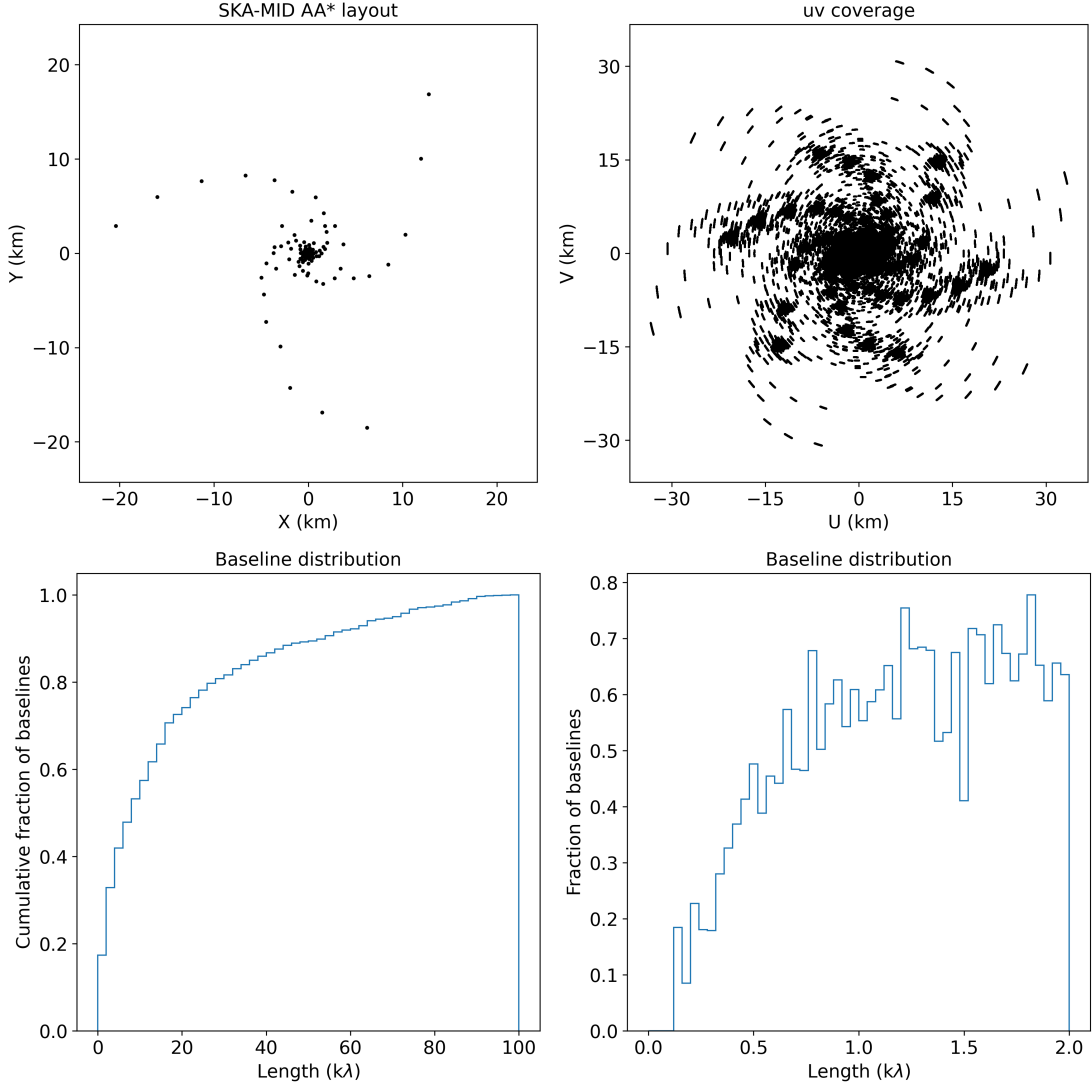 SKA-MID AA* layout
20
10
0
−10
−20
Y (km)
−20 −10 0 10 20
X (km)
uv coverage
30
15
0
−15
−30
V (km)
−30 −15 0 15 30
U (km)
Baseline distribution
1.0
0.8
0.6
0.4
0.2
0.0
Cumulative fraction of baselines
0 20 40 60 80 100
Length (kλ)
Baseline distribution
0.8
0.7
0.6
0.5
0.4
0.3
0.2
0.1
0.0
Fraction of baselines
0.0 0.5 1.0 1.5 2.0
Length (kλ)